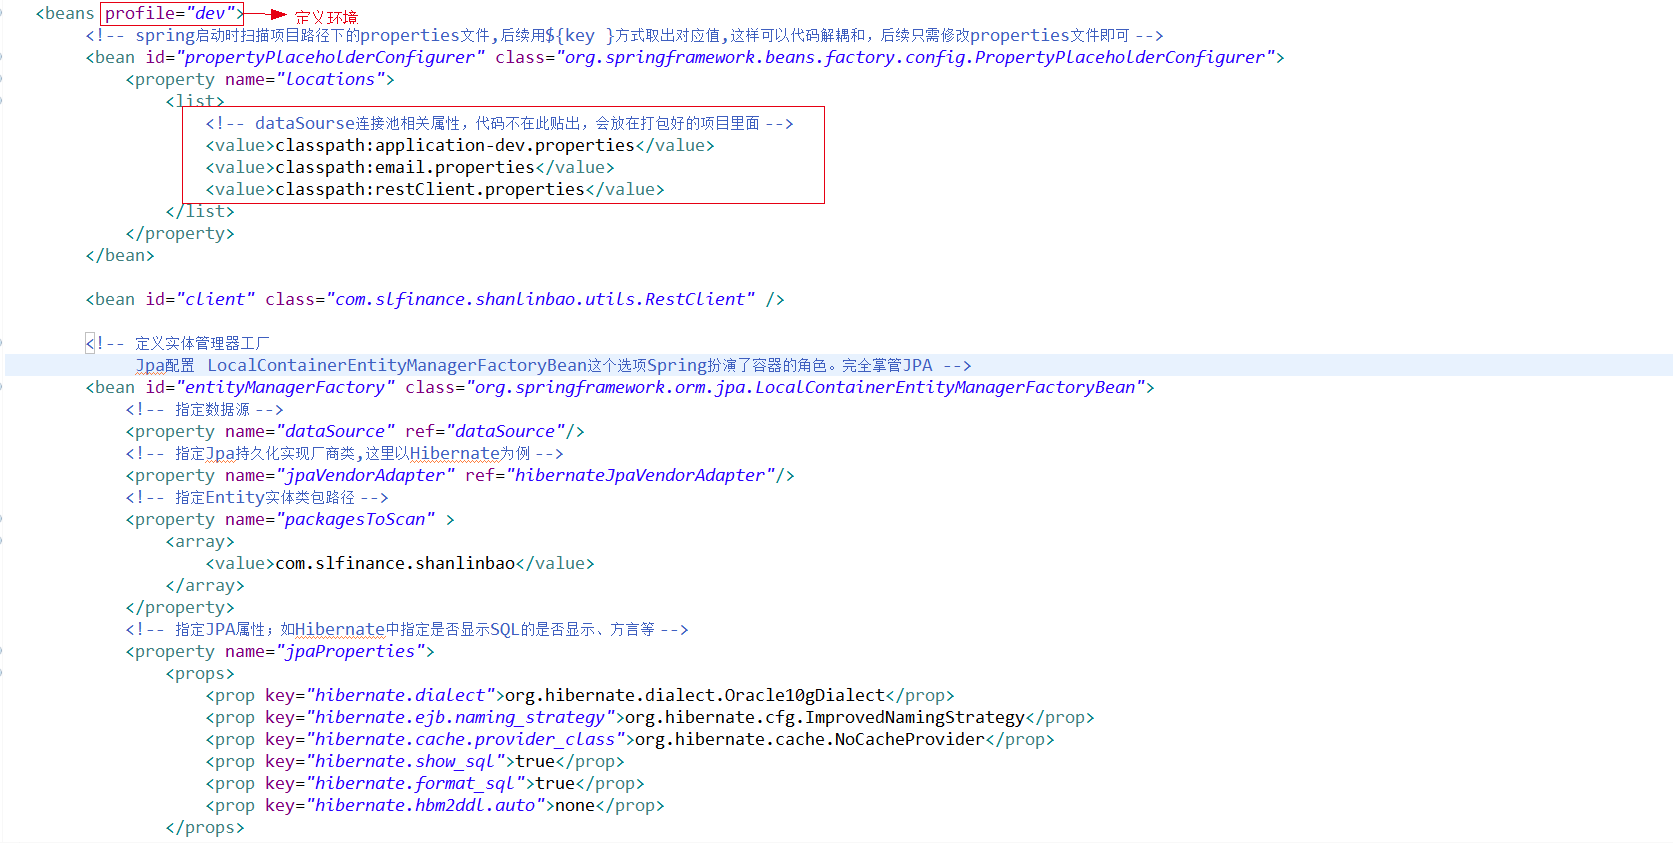 <beans profile="dev"> 定义环境
<!-- spring启动时扫描项目路径下的properties文件,后续用${key }方式取出对应值,这样可以代码解耦和，后续只需修改properties文件即可 -->
<bean id="propertyPlaceholderConfigurer" class="org.springframework.beans.factory.config.PropertyPlaceholderConfigurer">
<property name="locations">
<list>
<!-- dataSourse连接池相关属性，代码不在此贴出，会放在打包好的项目里面 -->
<value>classpath:application-dev.properties</value>
<value>classpath:email.properties</value>
<value>classpath:restClient.properties</value>
</list>
</property>
</bean>
<bean id="client" class="com.slfinance.shanlinbao.utils.RestClient" />
<!-- 定义实体管理器工厂
Jpa配置 LocalContainerEntityManagerFactoryBean这个选项Spring扮演了容器的角色。完全掌管JPA -->
<bean id="entityManagerFactory" class="org.springframework.orm.jpa.LocalContainerEntityManagerFactoryBean">
<!-- 指定数据源 -->
<property name="dataSource" ref="dataSource"/>
<!-- 指定Jpa持久化实现厂商类,这里以Hibernate为例 -->
<property name="jpaVendorAdapter" ref="hibernateJpaVendorAdapter"/>
<!-- 指定Entity实体类包路径 -->
<property name="packagesToScan" >
<array>
<value>com.slfinance.shanlinbao</value>
</array>
</property>
<!-- 指定JPA属性；如Hibernate中指定是否显示SQL的是否显示、方言等 -->
<property name="jpaProperties">
<props>
<prop key="hibernate.dialect">org.hibernate.dialect.Oracle10gDialect</prop>
<prop key="hibernate.ejb.naming_strategy">org.hibernate.cfg.ImprovedNamingStrategy</prop>
<prop key="hibernate.cache.provider_class">org.hibernate.cache.NoCacheProvider</prop>
<prop key="hibernate.show_sql">true</prop>
<prop key="hibernate.format_sql">true</prop>
<prop key="hibernate.hbm2ddl.auto">none</prop>
</props>